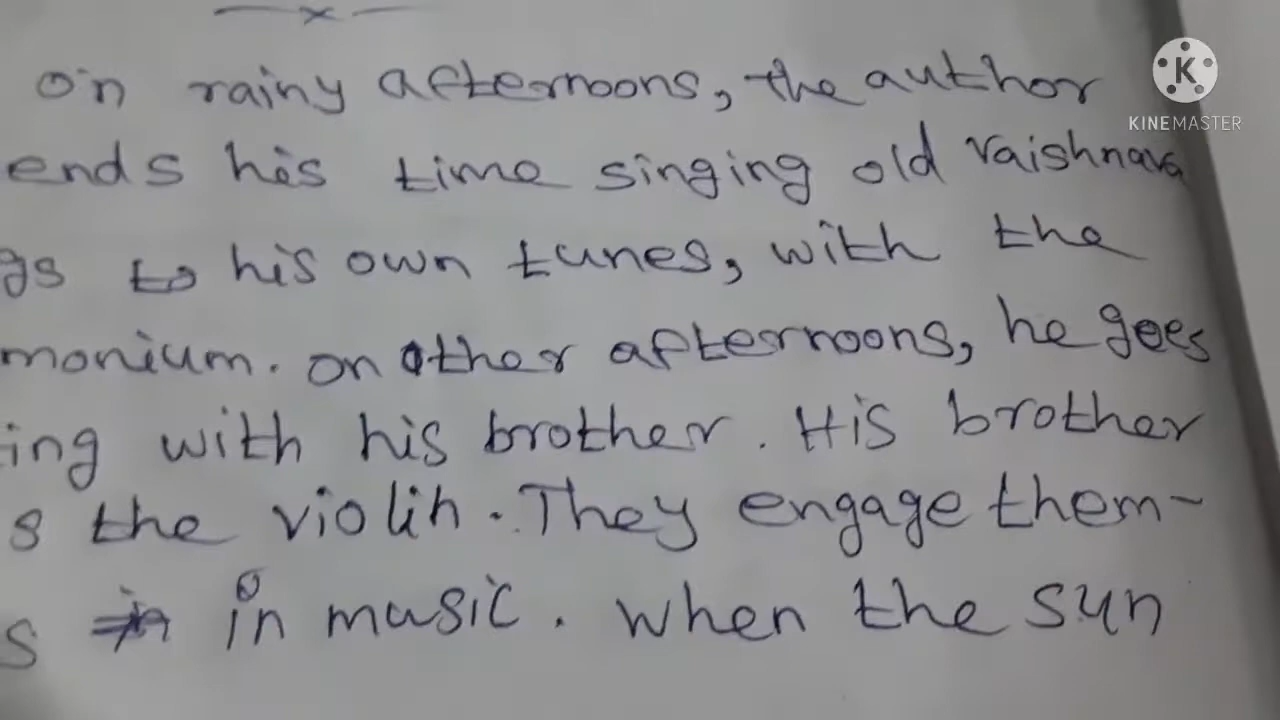 On rainy afternoons, the author
ends his time singing old Vaishnava
gs to his own tunes, with the
monium. On other afternoons, he goes
ing with his brother. His brother
s the violin. They engage them-
s in music. When the sun
K
KINEMASTER